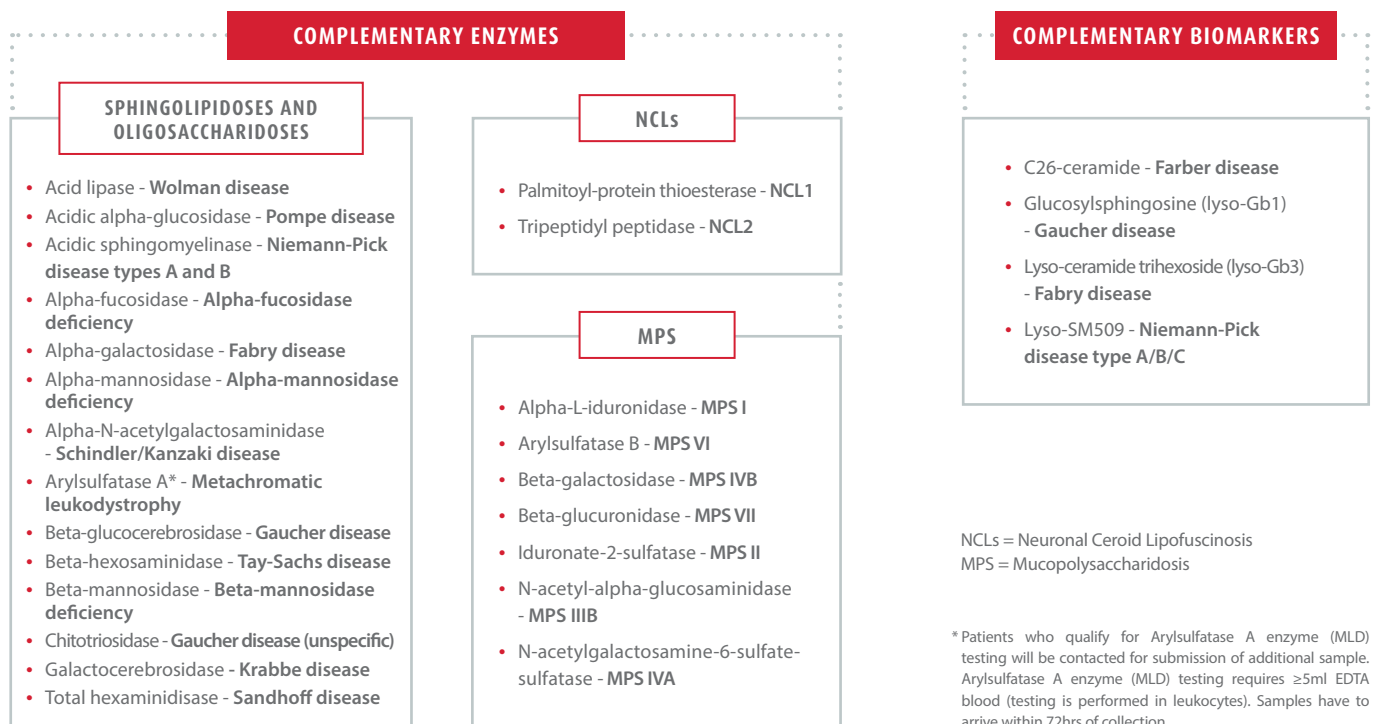 COMPLEMENTARY ENZYMES
SPHINGOLIPIDOSES AND
OLIGOSACCHARIDOSES
• Acid lipase - Wolman disease
• Acidic alpha-glucosidase - Pompe disease
• Acidic sphingomyelinase - Niemann-Pick
disease types A and B
• Alpha-fucosidase - Alpha-fucosidase
deficiency
• Alpha-galactosidase - Fabry disease
• Alpha-mannosidase - Alpha-mannosidase
deficiency
• Alpha-N-acetylgalactosaminidase
- Schindler/Kanzaki disease
• Arylsulfatase A* - Metachromatic
leukodystrophy
• Beta-glucocerebrosidase - Gaucher disease
• Beta-hexosaminidase - Tay-Sachs disease
• Beta-mannosidase - Beta-mannosidase
deficiency
• Chitotriosidase - Gaucher disease (unspecific)
• Galactocerebrosidase - Krabbe disease
• Total hexaminidisase - Sandhoff disease
NCLs
• Palmitoyl-protein thioesterase - NCL1
• Tripeptidyl peptidase - NCL2
MPS
• Alpha-L-iduronidase - MPS I
• Arylsulfatase B - MPS VI
• Beta-galactosidase - MPS IVB
• Beta-glucuronidase - MPS VII
• Iduronate-2-sulfatase - MPS II
• N-acetyl-alpha-glucosaminidase
- MPS IIIB
• N-acetylgalactosamine-6-sulfate-
sulfatase - MPS IVA
COMPLEMENTARY BIOMARKERS
• C26-ceramide - Farber disease
• Glucosylsphingosine (lyso-Gb1)
- Gaucher disease
• Lyso-ceramide trihexoside (lyso-Gb3)
- Fabry disease
• Lyso-SM509 - Niemann-Pick
disease type A/B/C
NCLs = Neuronal Ceroid Lipofuscinosis
MPS = Mucopolysaccharidosis
* Patients who qualify for Arylsulfatase A enzyme (MLD)
testing will be contacted for submission of additional sample.
Arylsulfatase A enzyme (MLD) testing requires ≥5ml EDTA
blood (testing is performed in leukocytes). Samples have to
arrive within 72hrs of collection